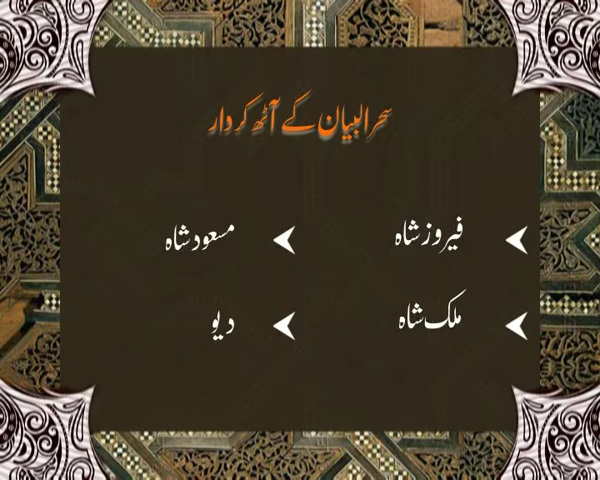 سحرالبیان کے آٹھ کردار
فیروز شاہ
مسعود شاہ
ملک شاہ
دیو